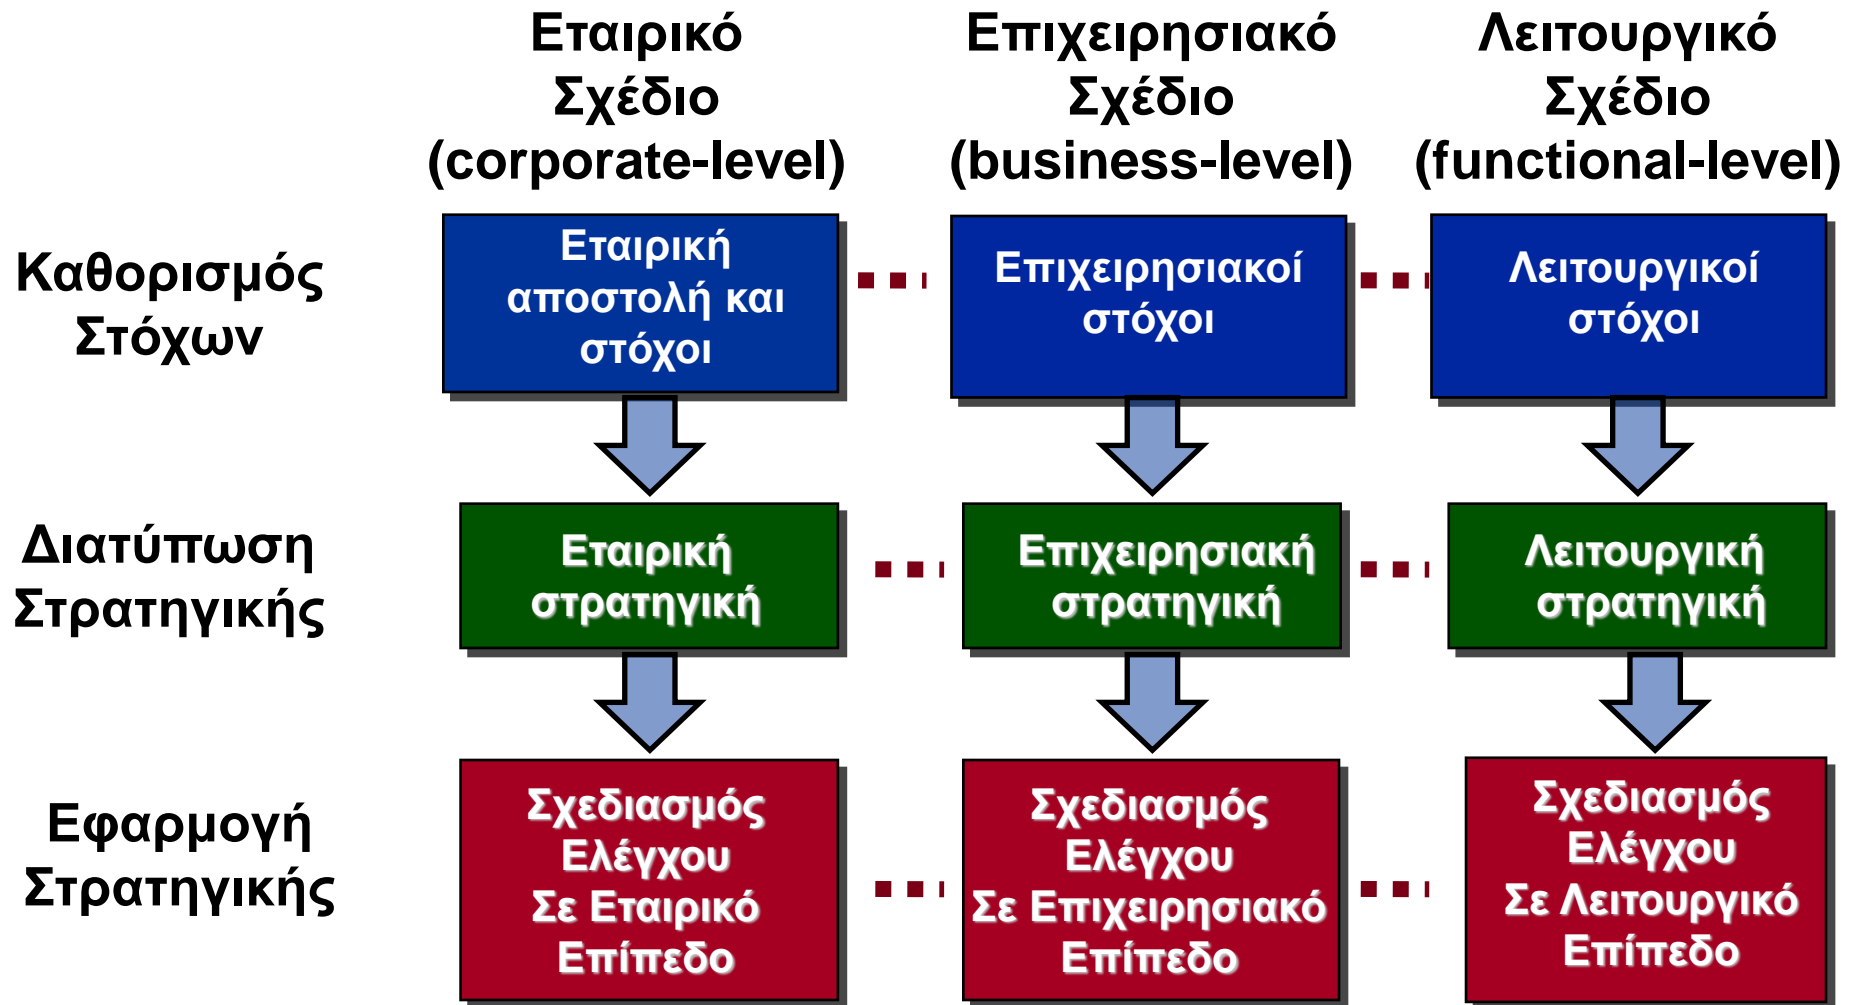 Εταιρικό
Σχέδιο
(corporate-level)
Επιχειρησιακό
Σχέδιο
(business-level)
Λειτουργικό
Σχέδιο
(functional-level)
Καθορισμός
Στόχων
Εταιρική
αποστολή και
στόχοι
Επιχειρησιακοί
στόχοι
Λειτουργικοί
στόχοι
Διατύπωση
Στρατηγικής
Εταιρική
στρατηγική
Επιχειρησιακή
στρατηγική
Λειτουργική
στρατηγική
Εφαρμογή
Στρατηγικής
Σχεδιασμός
Ελέγχου
Σε Εταιρικό
Επίπεδο
Σχεδιασμός
Ελέγχου
Σε Επιχειρησιακό
Επίπεδο
Σχεδιασμός
Ελέγχου
Σε Λειτουργικό
Επίπεδο